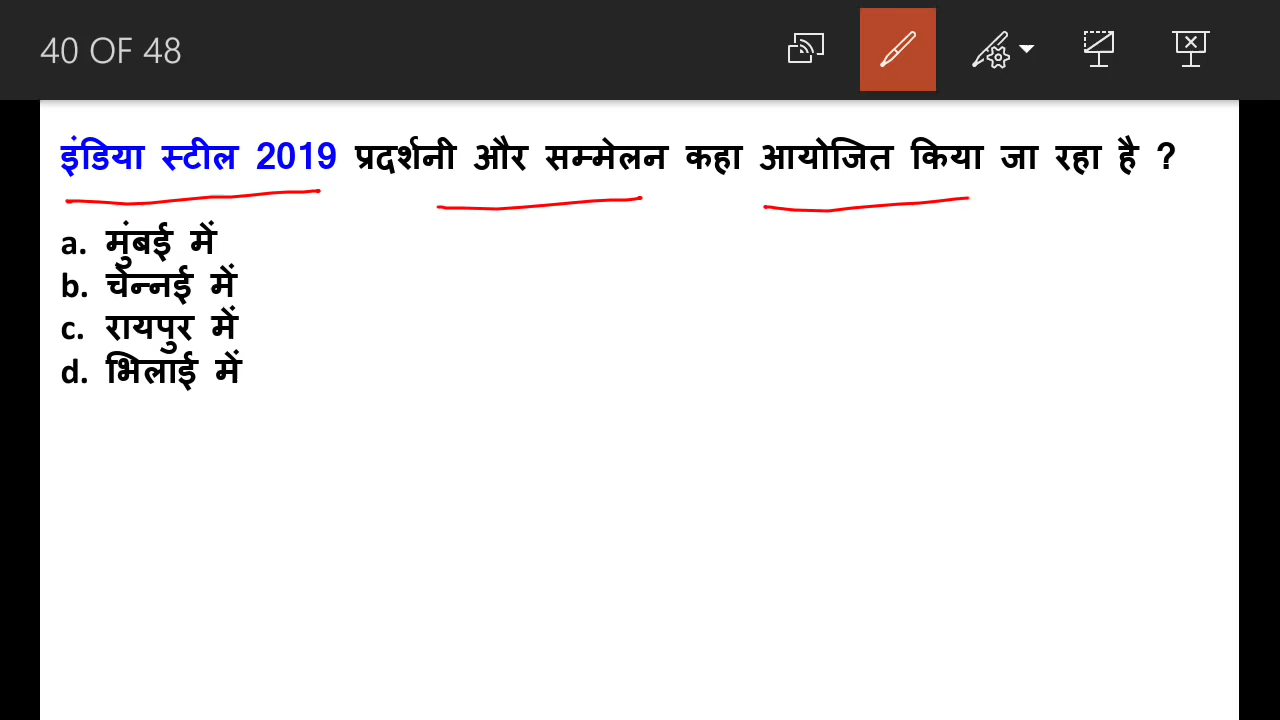 40 OF 48
इंडिया स्टील 2019 प्रदर्शनी और सम्मेलन कहा आयोजित किया जा रहा है ?
a. मुंबई में
b. चेन्नई में
c. रायपुर में
d. भिलाई में